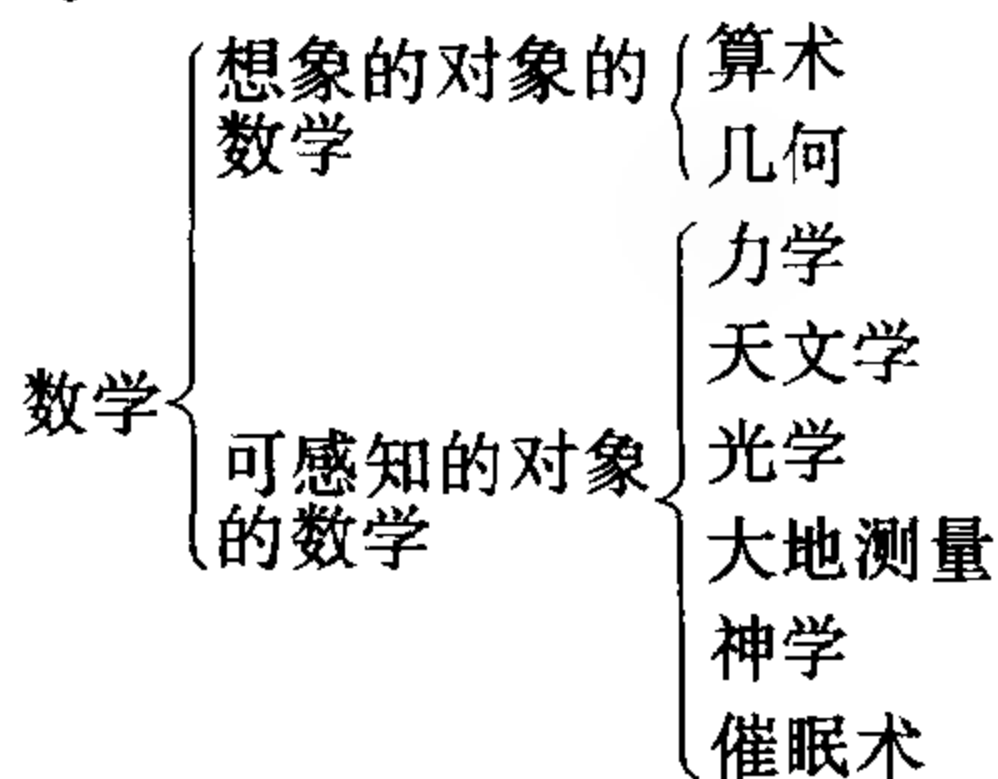 数学
想象的对象的
数学
算术
几何
可感知的对象
的数学
力学
天文学
光学
大地测量
神学
催眠术